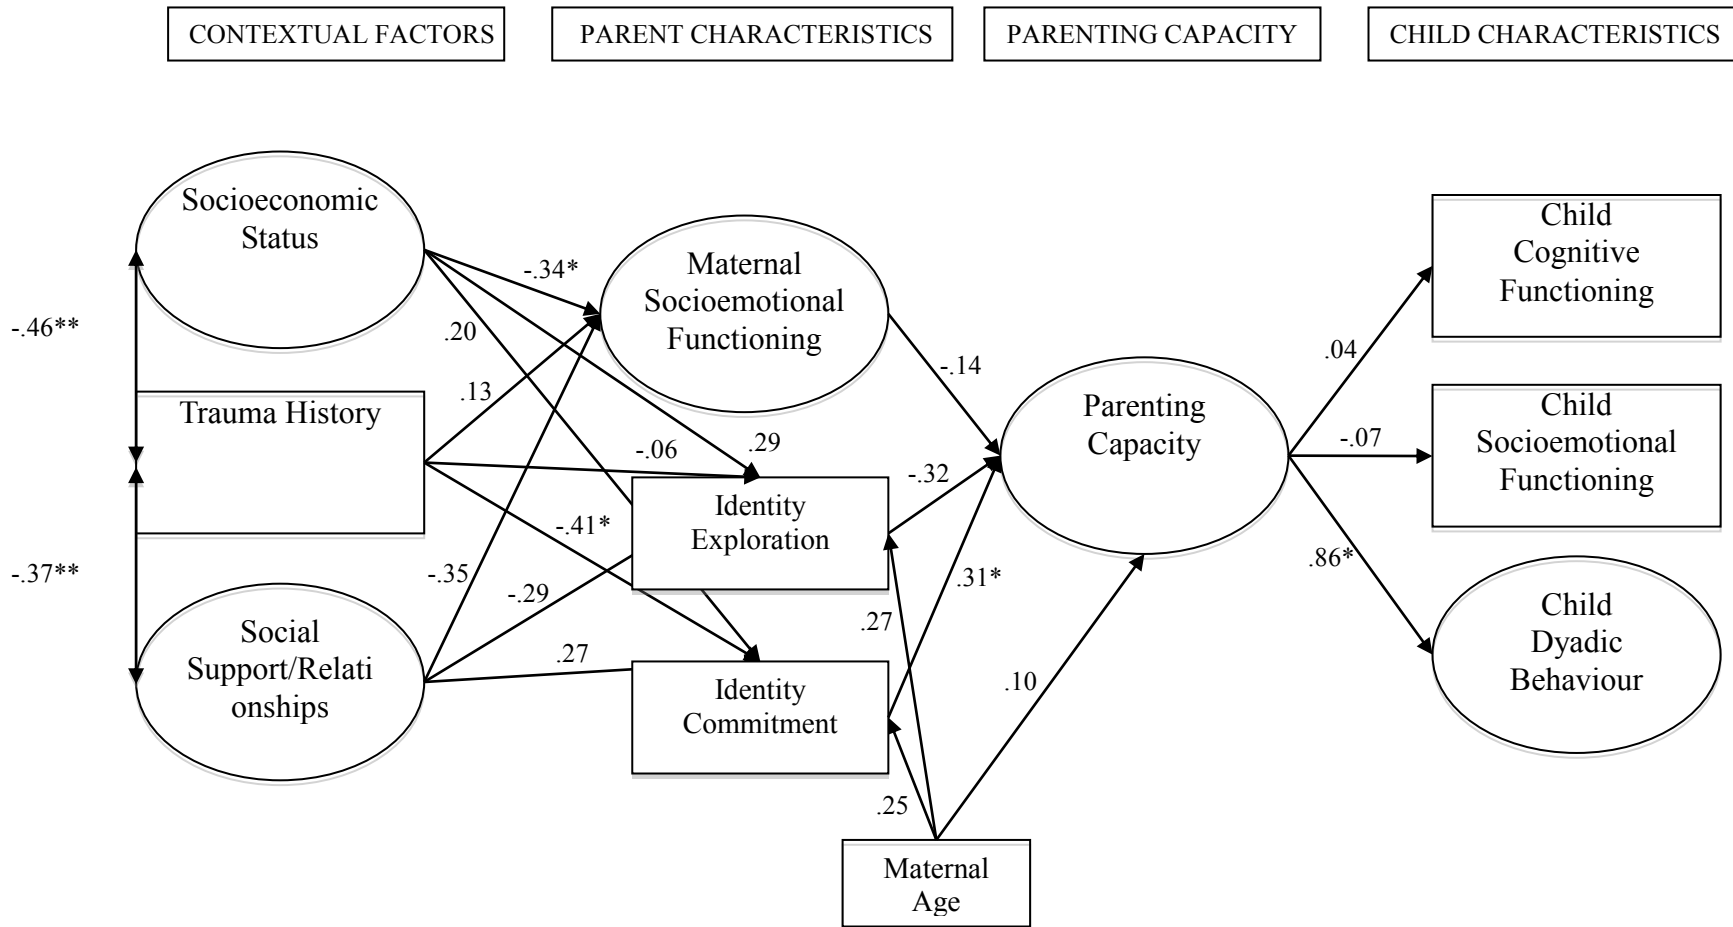 CONTEXTUAL FACTORS
PARENT CHARACTERISTICS
PARENTING CAPACITY
CHILD CHARACTERISTICS
Socioeconomic
Status
Maternal
Socioemotional
Functioning
Child
Cognitive
Functioning
-.34*
-.46**
.20
.04
-.14
.13
Trauma History
Parenting
Capacity
Child
Socioemotional
Functioning
-.07
.29
-.06
-.32
Identity
Exploration
-.41*
-.37**
-.35
-.29
.31*
.86*
Social
Support/Relati
onships
.27
.27
Identity
Commitment
.10
Child
Dyadic
Behaviour
.25
Maternal
Age